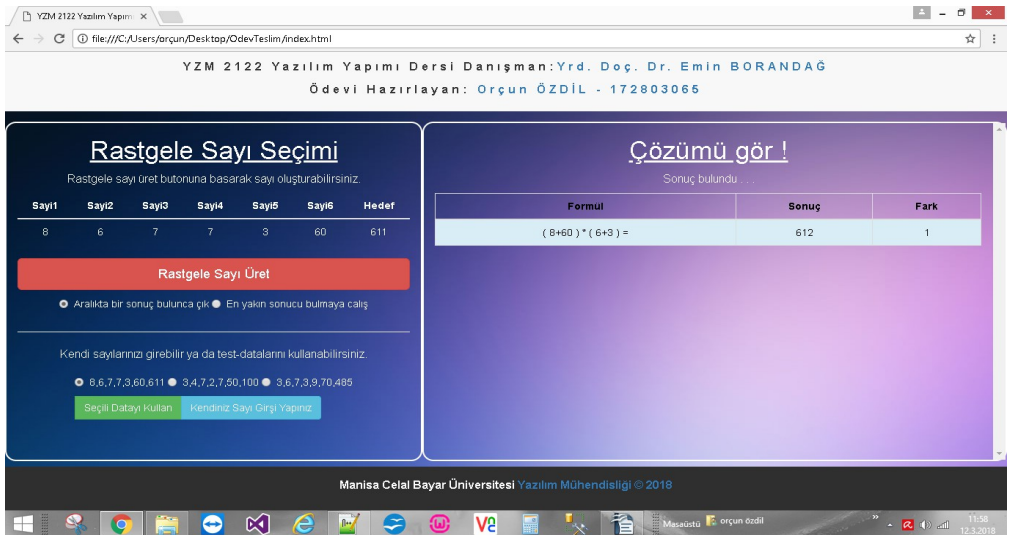 YZM 2122 Yazılım Yapımı
file:///C:/Users/orçun/Desktop/OdevTeslim/index.html
YZM 2122 Yazılım Yapımı Dersi Danışman:Yrd. Doç. Dr. Emin BORANDAĞ
Ödevi Hazırlayan: Orçun ÖZDİL - 172803065
Rastgele Sayı Seçimi
Rastgele sayı üret butonuna basarak sayı oluşturabilirsiniz.
Sayi1 Sayi2 Sayi3 Sayi4 Sayi5 Sayi6 Hedef
8 6 7 7 3 60 611
Rastgele Sayı Üret
Aralıkta bir sonuç bulunca çık En yakın sonucu bulmaya calış
Kendi sayılarınızı girebilir ya da test-datalarını kullanabilirsiniz.
8,6,7,7,3,60,611 3,4,7,2,7,50,100 3,6,7,3,9,70,485
Seçili Datayı Kullan Kendiniz Sayı Girşi Yapınız
Çözümü gör !
Sonuç bulundu . . .
Formül Sonuç Fark
( 8+60 ) * ( 6+3 ) = 612 1
Manisa Celal Bayar Üniversitesi Yazılım Mühendisliği © 2018
Masaüstü orçun özdil
11:58
12.3.2018